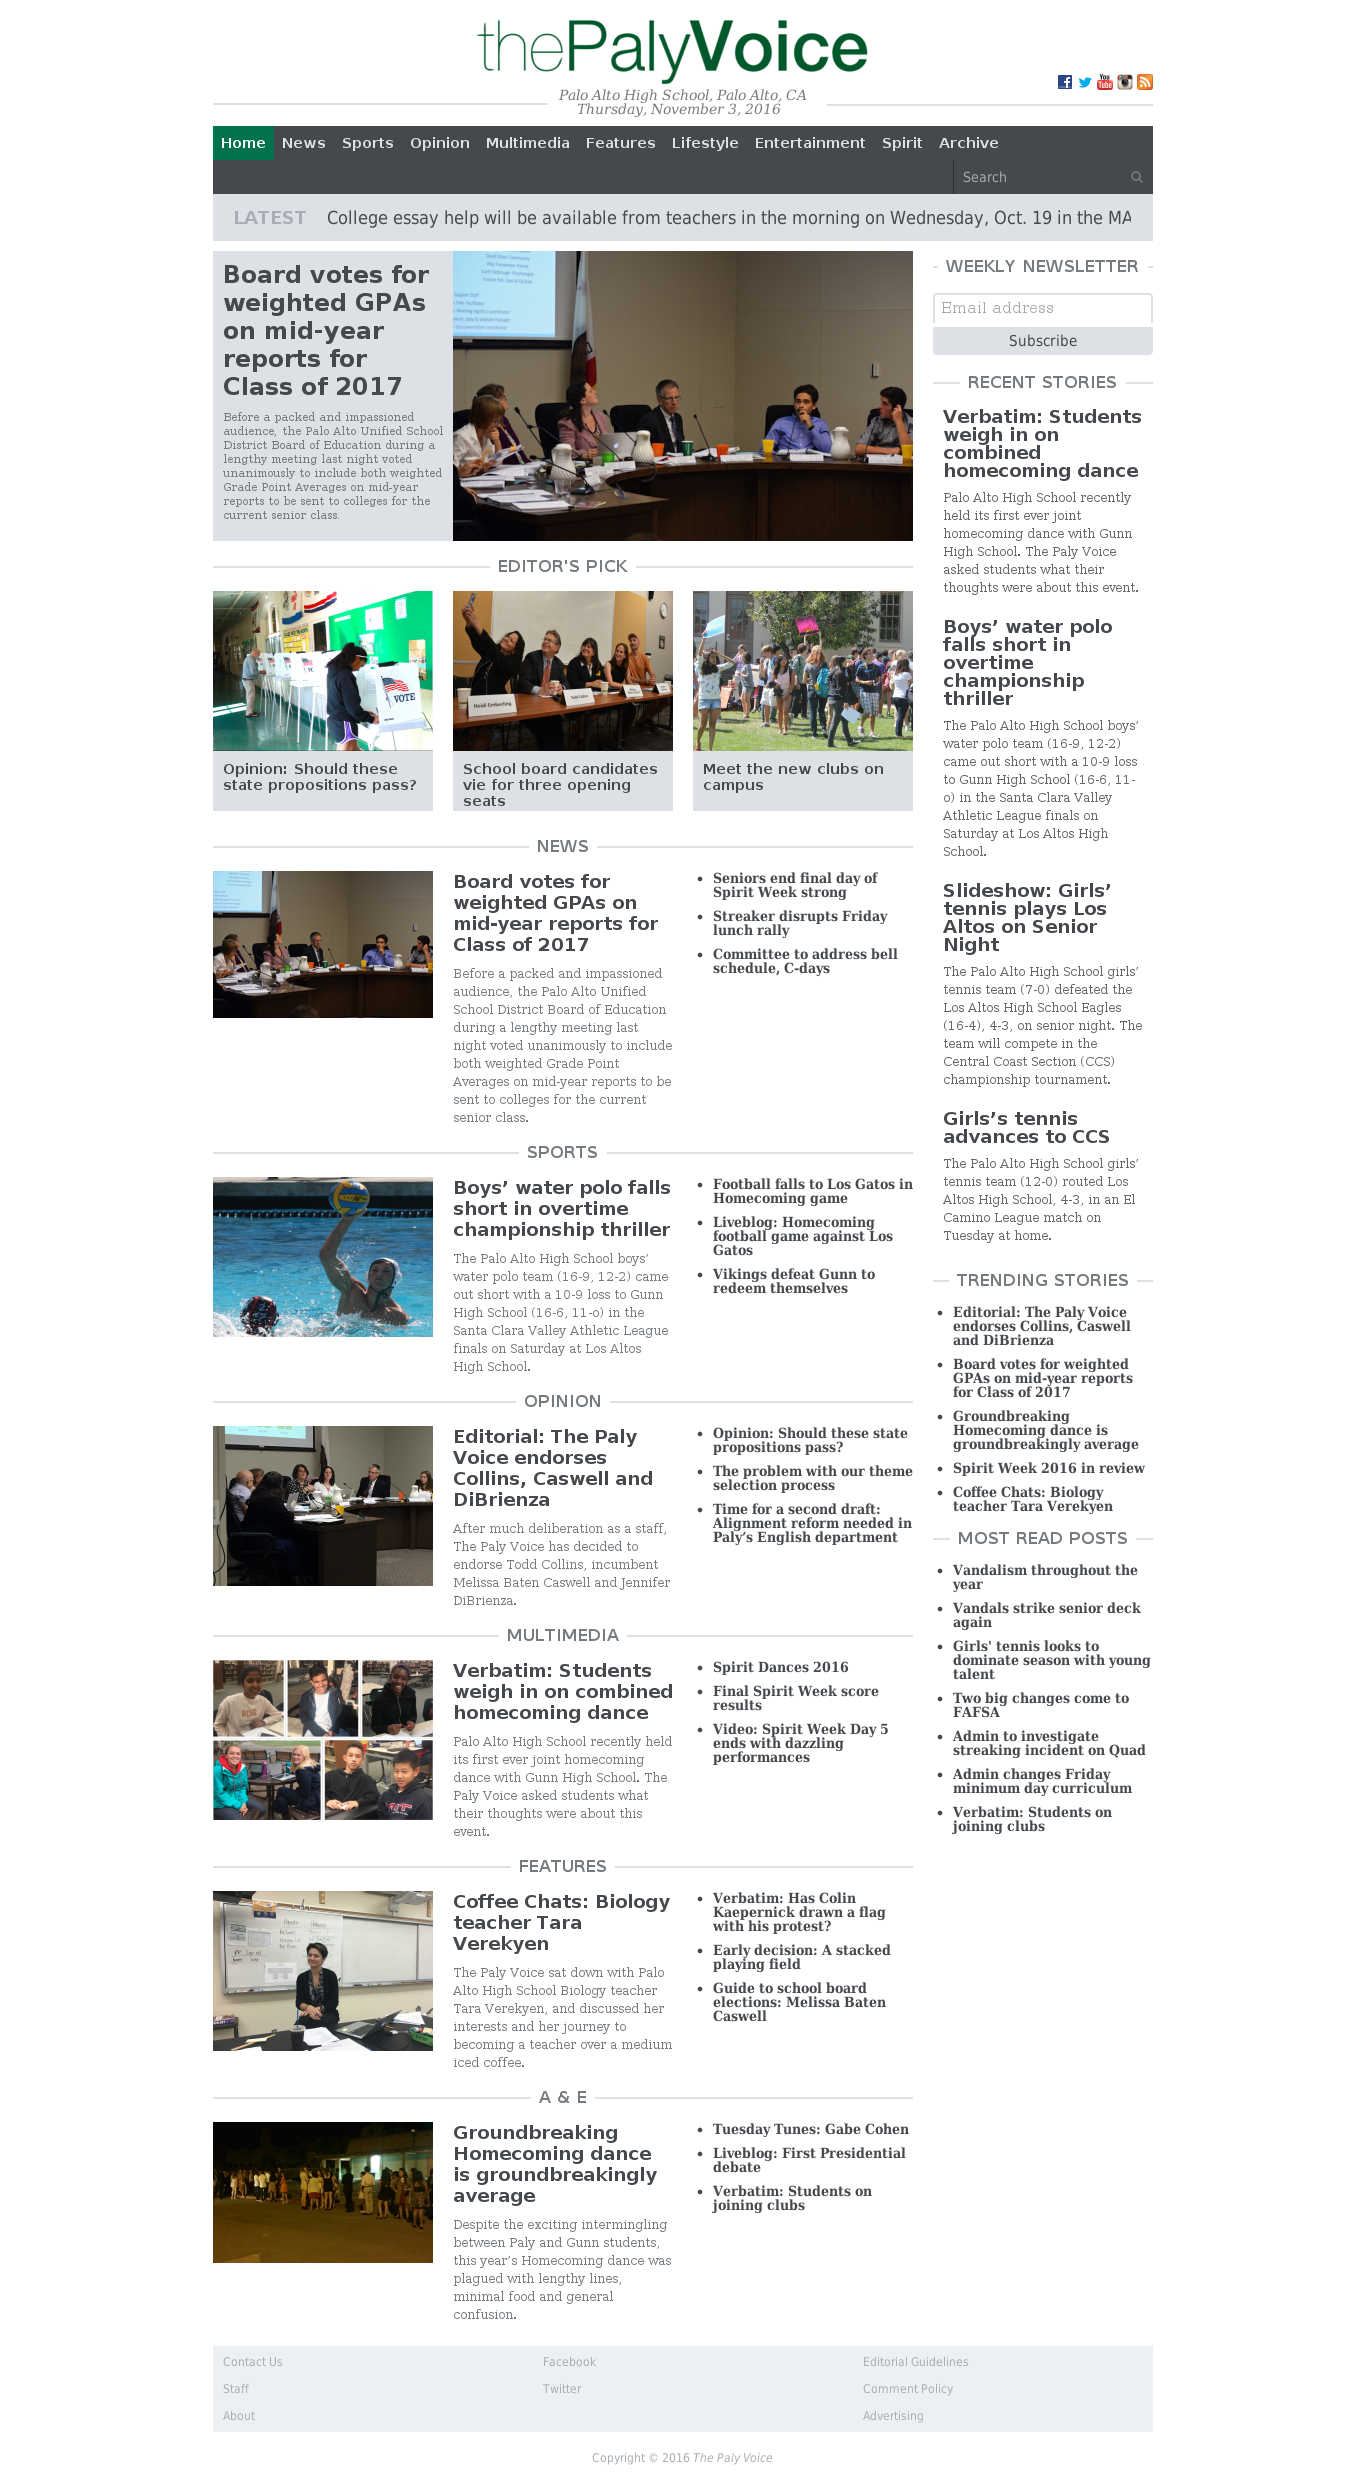 thePalyVoice
Palo Alto High School, Palo Alto, CA
Thursday, November 3, 2016
Home News Sports Opinion Multimedia Features Lifestyle Entertainment Spirit Archive
Search
LATEST College essay help will be available from teachers in the morning on Wednesday, Oct. 19 in the MA
Board votes for
weighted GPAs
on mid-year
reports for
Class of 2017
Before a packed and impassioned
audience, the Palo Alto Unified School
District Board of Education during a
lengthy meeting last night voted
unanimously to include both weighted
Grade Point Averages on mid-year
reports to be sent to colleges for the
current senior class.
EDITOR'S PICK
VOTE
Heidi Emberling
Opinion: Should these
state propositions pass?
School board candidates
vie for three opening
seats
Meet the new clubs on
campus
NEWS
Board votes for
weighted GPAs on
mid-year reports for
Class of 2017
Before a packed and impassioned
audience, the Palo Alto Unified
School District Board of Education
during a lengthy meeting last
night voted unanimously to include
both weighted Grade Point
Averages on mid-year reports to be
sent to colleges for the current
senior class.
• Seniors end final day of
Spirit Week strong
• Streaker disrupts Friday
lunch rally
• Committee to address bell
schedule, C-days
SPORTS
Boys’ water polo falls
short in overtime
championship thriller
The Palo Alto High School boys’
water polo team (16-9, 12-2) came
out short with a 10-9 loss to Gunn
High School (16-6, 11-0) in the
Santa Clara Valley Athletic League
finals on Saturday at Los Altos
High School.
• Football falls to Los Gatos in
Homecoming game
• Liveblog: Homecoming
football game against Los
Gatos
• Vikings defeat Gunn to
redeem themselves
OPINION
Editorial: The Paly
Voice endorses
Collins, Caswell and
DiBrienza
After much deliberation as a staff,
The Paly Voice has decided to
endorse Todd Collins, incumbent
Melissa Baten Caswell and Jennifer
DiBrienza.
• Opinion: Should these state
propositions pass?
• The problem with our theme
selection process
• Time for a second draft:
Alignment reform needed in
Paly’s English department
MULTIMEDIA
Verbatim: Students
weigh in on combined
homecoming dance
Palo Alto High School recently held
its first ever joint homecoming
dance with Gunn High School. The
Paly Voice asked students what
their thoughts were about this
event.
• Spirit Dances 2016
• Final Spirit Week score
results
• Video: Spirit Week Day 5
ends with dazzling
performances
FEATURES
Coffee Chats: Biology
teacher Tara
Verekyen
The Paly Voice sat down with Palo
Alto High School Biology teacher
Tara Verekyen, and discussed her
interests and her journey to
becoming a teacher over a medium
iced coffee.
• Verbatim: Has Colin
Kaepernick drawn a flag
with his protest?
• Early decision: A stacked
playing field
• Guide to school board
elections: Melissa Baten
Caswell
A & E
Groundbreaking
Homecoming dance
is groundbreakingly
average
Despite the exciting intermingling
between Paly and Gunn students,
this year’s Homecoming dance was
plagued with lengthy lines,
minimal food and general
confusion.
• Tuesday Tunes: Gabe Cohen
• Liveblog: First Presidential
debate
• Verbatim: Students on
joining clubs
WEEKLY NEWSLETTER
Email address
Subscribe
RECENT STORIES
Verbatim: Students
weigh in on
combined
homecoming dance
Palo Alto High School recently
held its first ever joint
homecoming dance with Gunn
High School. The Paly Voice
asked students what their
thoughts were about this event.
Boys’ water polo
falls short in
overtime
championship
thriller
The Palo Alto High School boys’
water polo team (16-9, 12-2)
came out short with a 10-9 loss
to Gunn High School (16-6, 11-
0) in the Santa Clara Valley
Athletic League finals on
Saturday at Los Altos High
School.
Slideshow: Girls’
tennis plays Los
Altos on Senior
Night
The Palo Alto High School girls’
tennis team (7-0) defeated the
Los Altos High School Eagles
(16-4), 4-3, on senior night. The
team will compete in the
Central Coast Section (CCS)
championship tournament.
Girls’s tennis
advances to CCS
The Palo Alto High School girls’
tennis team (12-0) routed Los
Altos High School, 4-3, in an El
Camino League match on
Tuesday at home.
TRENDING STORIES
• Editorial: The Paly Voice
endorses Collins, Caswell
and DiBrienza
• Board votes for weighted
GPAs on mid-year reports
for Class of 2017
• Groundbreaking
Homecoming dance is
groundbreakingly average
• Spirit Week 2016 in review
• Coffee Chats: Biology
teacher Tara Verekyen
MOST READ POSTS
• Vandalism throughout the
year
• Vandals strike senior deck
again
• Girls' tennis looks to
dominate season with young
talent
• Two big changes come to
FAFSA
• Admin to investigate
streaking incident on Quad
• Admin changes Friday
minimum day curriculum
• Verbatim: Students on
joining clubs
Contact Us
Staff
About
Facebook
Twitter
Editorial Guidelines
Comment Policy
Advertising
Copyright © 2016 The Paly Voice